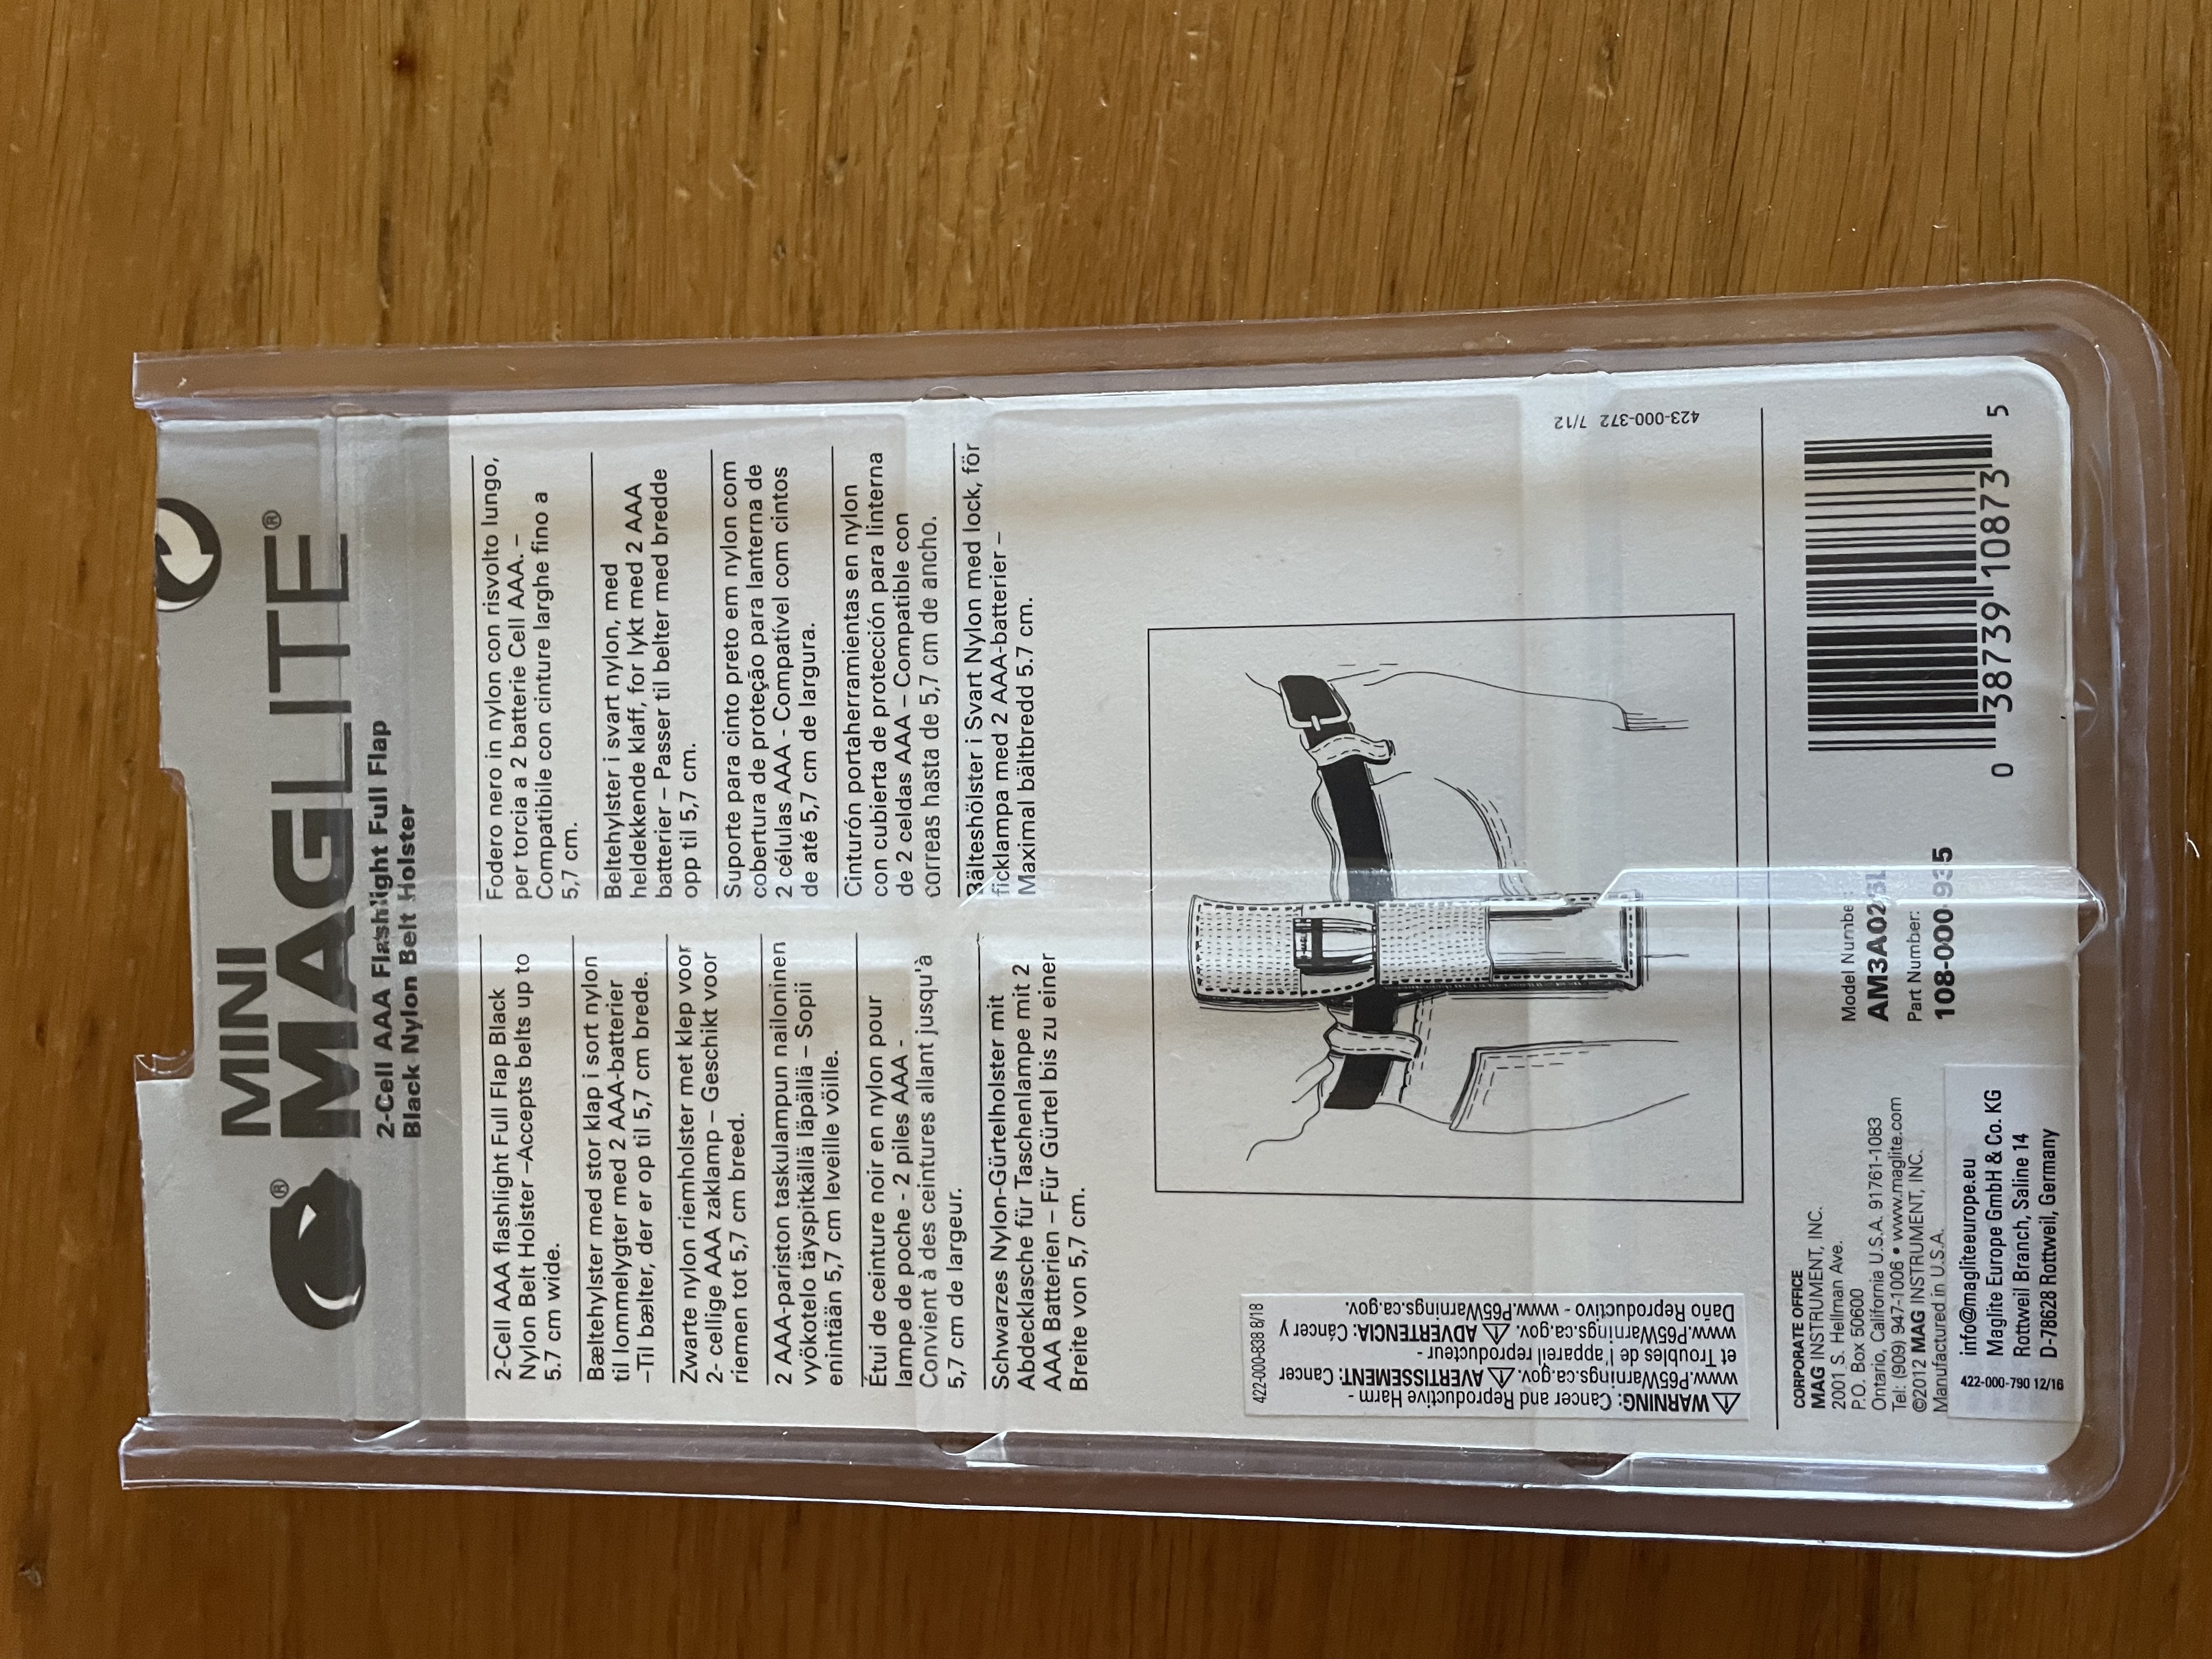 MINI
MAGLITE®
®
2-Cell AAA Flashlight Full Flap
Black Nylon Belt Holster
2-Cell AAA flashlight Full Flap Black
Nylon Belt Holster –Accepts belts up to
5.7 cm wide.
Bæltehylster med stor klap i sort nylon
til lommelygter med 2 AAA-batterier
–Til bælter, der er op til 5,7 cm brede.
Zwarte nylon riemholster met klep voor
2- cellige AAA zaklamp – Geschikt voor
riemen tot 5,7 cm breed.
2 AAA-pariston taskulampun nailoninen
vyökotelo täyspitkällä läpällä – Sopii
enintään 5,7 cm leveille vöille.
Étui de ceinture noir en nylon pour
lampe de poche - 2 piles AAA -
Convient à des ceintures allant jusqu'à
5,7 cm de largeur.
Schwarzes Nylon-Gürtelholster mit
Abdecklasche für Taschenlampe mit 2
AAA Batterien – Für Gürtel bis zu einer
Breite von 5,7 cm.
Fodero nero in nylon con risvolto lungo,
per torcia a 2 batterie Cell AAA. –
Compatibile con cinture larghe fino a
5,7 cm.
Beltehylster i svart nylon, med
heldekkende klaff, for lykt med 2 AAA
batterier – Passer til belter med bredde
opp til 5,7 cm.
Suporte para cinto preto em nylon com
cobertura de proteção para lanterna de
2 células AAA - Compatível com cintos
de até 5,7 cm de largura.
Cinturón portaherramientas en nylon
con cubierta de protección para linterna
de 2 celdas AAA – Compatible con
correas hasta de 5,7 cm de ancho.
Bälteshölster i Svart Nylon med lock, för
ficklampa med 2 AAA-batterier –
Maximal bältbredd 5.7 cm.
422-000-838 8/18
⚠ WARNING: Cancer and Reproductive Harm -
www.P65Warnings.ca.gov. ⚠ AVERTISSEMENT: Cancer
et Troubles de l'appareil reproducteur -
www.P65Warnings.ca.gov. ⚠ ADVERTENCIA: Cáncer y
Daño Reproductivo - www.P65Warnings.ca.gov.
423-000-372 7/12
CORPORATE OFFICE
MAG INSTRUMENT, INC.
2001 S. Hellman Ave.
P.O. Box 50600
Ontario, California U.S.A. 91761-1083
Tel: (909) 947-1006 • www.maglite.com
©2012 MAG INSTRUMENT, INC.
Manufactured in U.S.A.
info@magliteeurope.eu
Maglite Europe GmbH & Co. KG
Rottweil Branch, Saline 14
D-78628 Rottweil, Germany
422-000-790 12/16
Model Number:
Part Number:
108-000-935
0 38739 10873 5